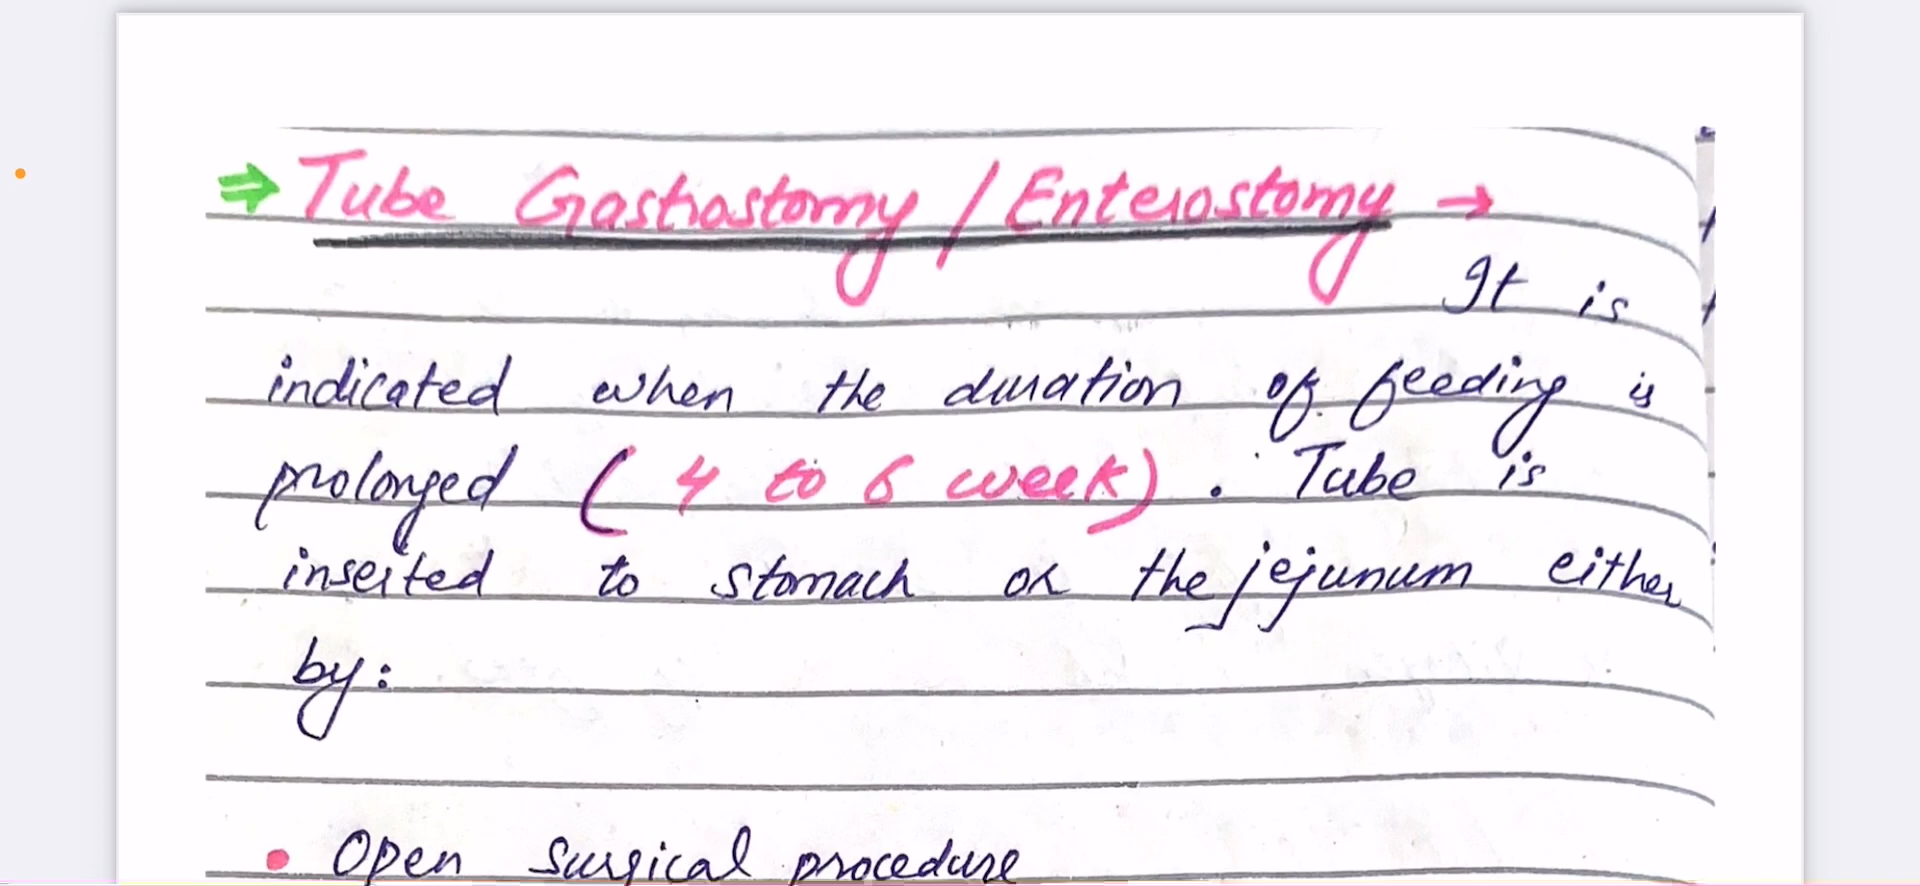 ⇒ Tube Gastrostomy / Enterostomy →
It is
indicated when the duration of feeding is
prolonged ( 4 to 6 week) . Tube is
inserted to stomach or the jejunum either
by:
• Open surgical procedure